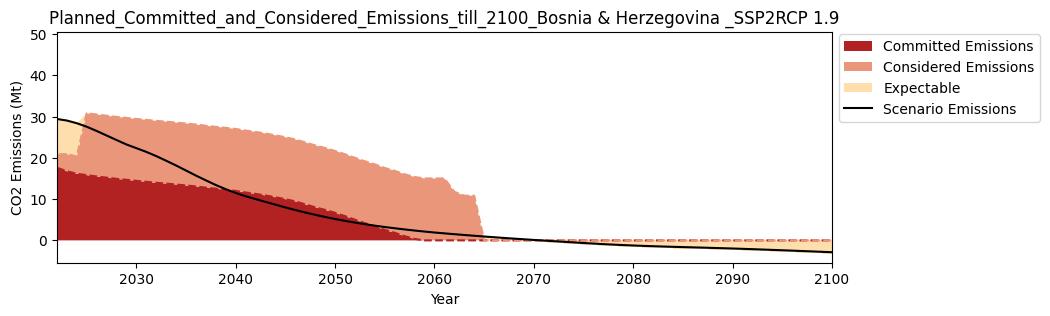 Planned_Committed_and_Considered_Emissions_till_2100_Bosnia & Herzegovina _SSP2RCP 1.9
50
40
30
20
10
0
CO2 Emissions (Mt)
2030
2040
2050
2060
2070
2080
2090
2100
Year
Committed Emissions
Considered Emissions
Expectable
Scenario Emissions